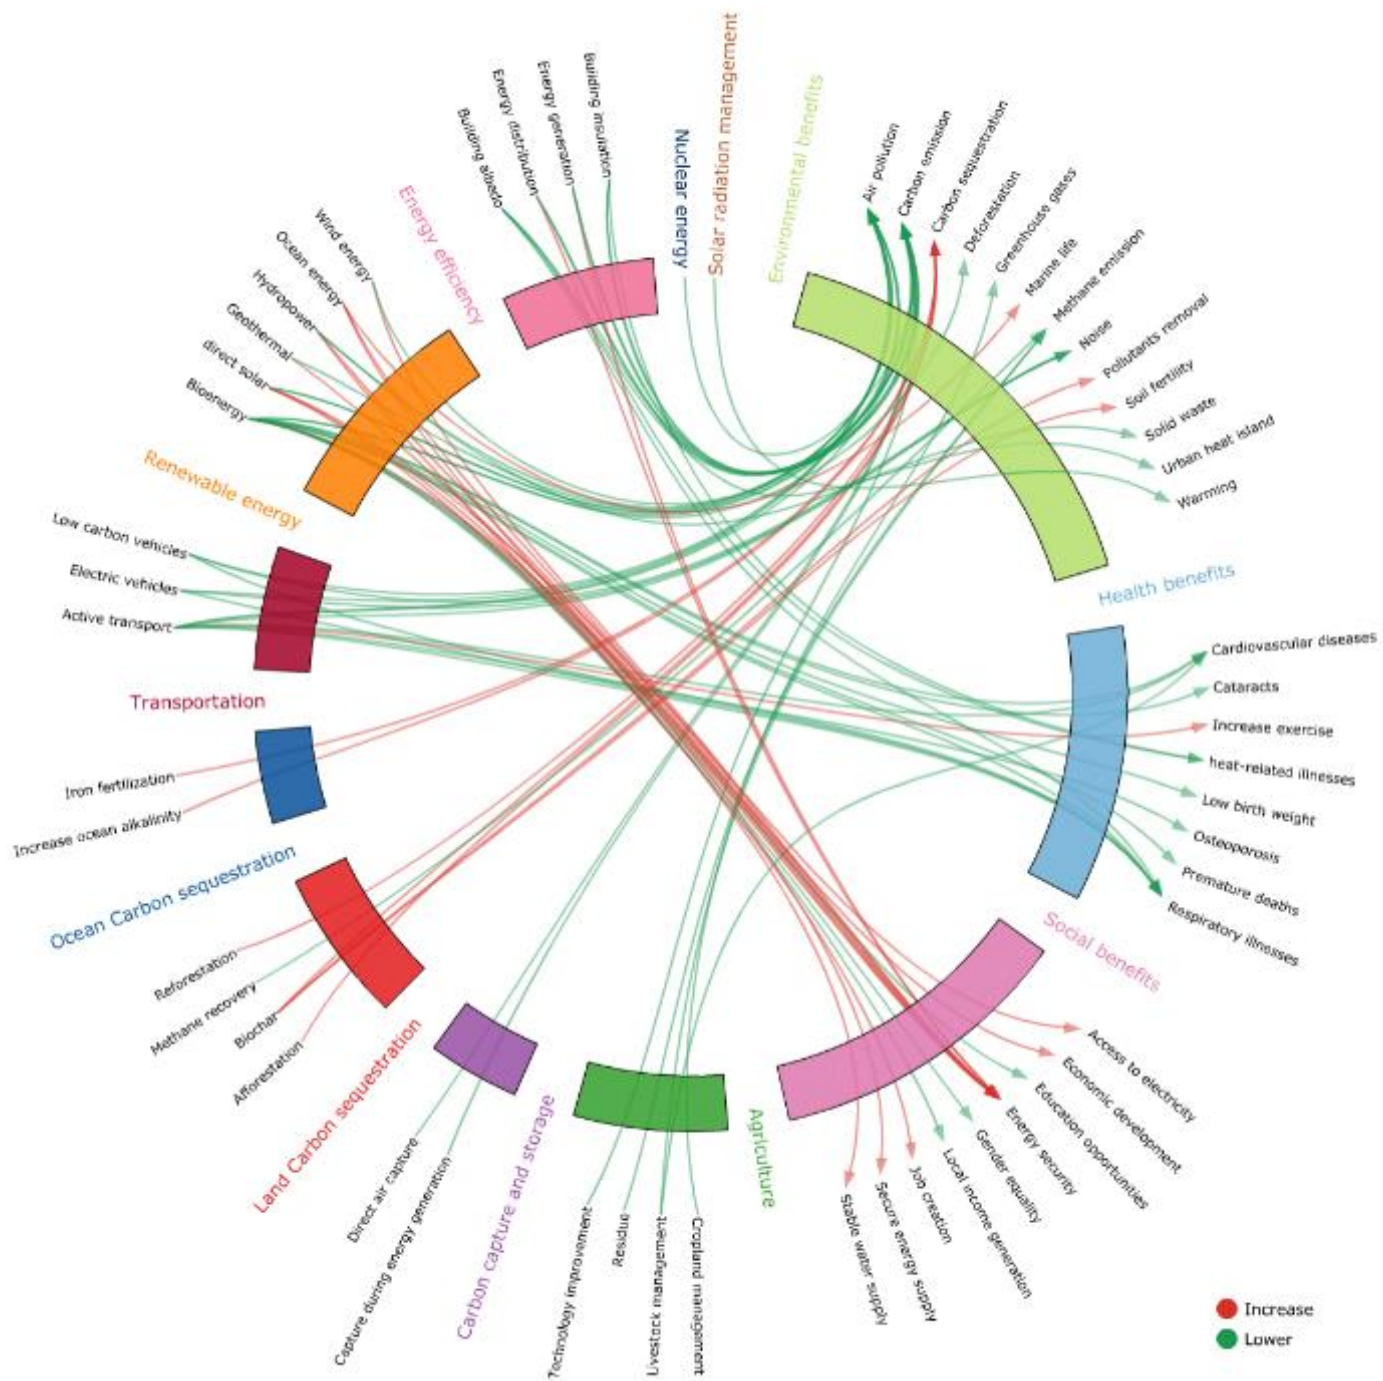 Building albedo
Energy distribution
Energy generation
Building insulation
Energy efficiency
Nuclear energy
Solar radiation management
Environmental benefits
Air pollution
Carbon emission
Carbon sequestration
Deforestation
Greenhouse gases
Marine life
Methane emission
Noise
Pollutants removal
Soil fertility
Solid waste
Urban heat island
Warming
Health benefits
Cardiovascular diseases
Cataracts
Increase exercise
heat-related illnesses
Low birth weight
Osteoporosis
Premature deaths
Respiratory illnesses
Social benefits
Access to electricity
Economic development
Education opportunities
Energy security
Gender equality
Local income generation
Job creation
Secure energy supply
Stable water supply
Agriculture
Cropland management
Livestock management
Residue
Technology improvement
Carbon capture and storage
Capture during energy generation
Direct air capture
Land Carbon sequestration
Afforestation
Biochar
Methane recovery
Reforestation
Ocean Carbon sequestration
Increase ocean alkalinity
Iron fertilization
Transportation
Active transport
Electric vehicles
Low carbon vehicles
Renewable energy
Bioenergy
direct solar
Geothermal
Hydropower
Ocean energy
Wind energy
Increase
Lower